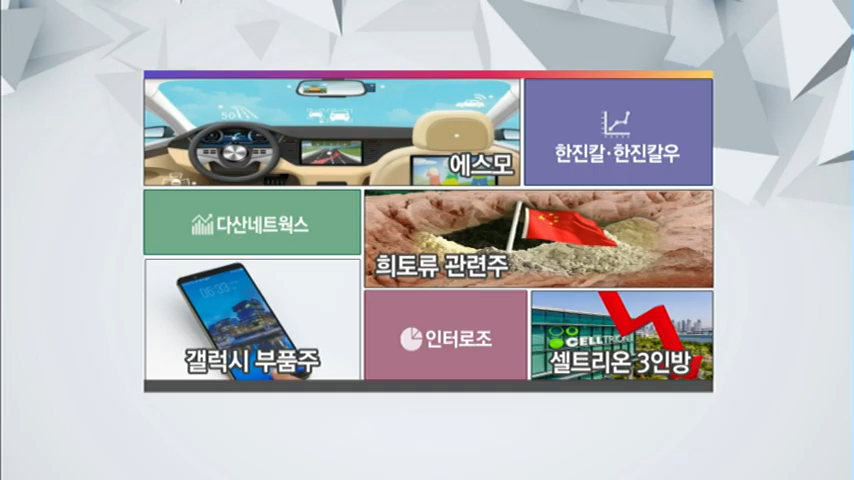 에스모
한진칼·한진칼우
다산네트웍스
희토류 관련주
갤럭시 부품주
인터로조
CELLTRION
셀트리온 3인방